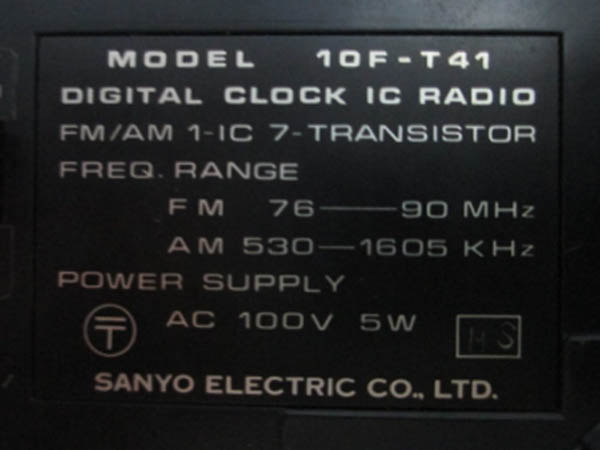 MODEL 10F-T41
DIGITAL CLOCK IC RADIO
FM/AM 1-IC 7-TRANSISTOR
FREQ. RANGE
FM 76—90 MHz
AM 530—1605 KHz
POWER SUPPLY
〒 AC 100V 5W HS
SANYO ELECTRIC CO., LTD.